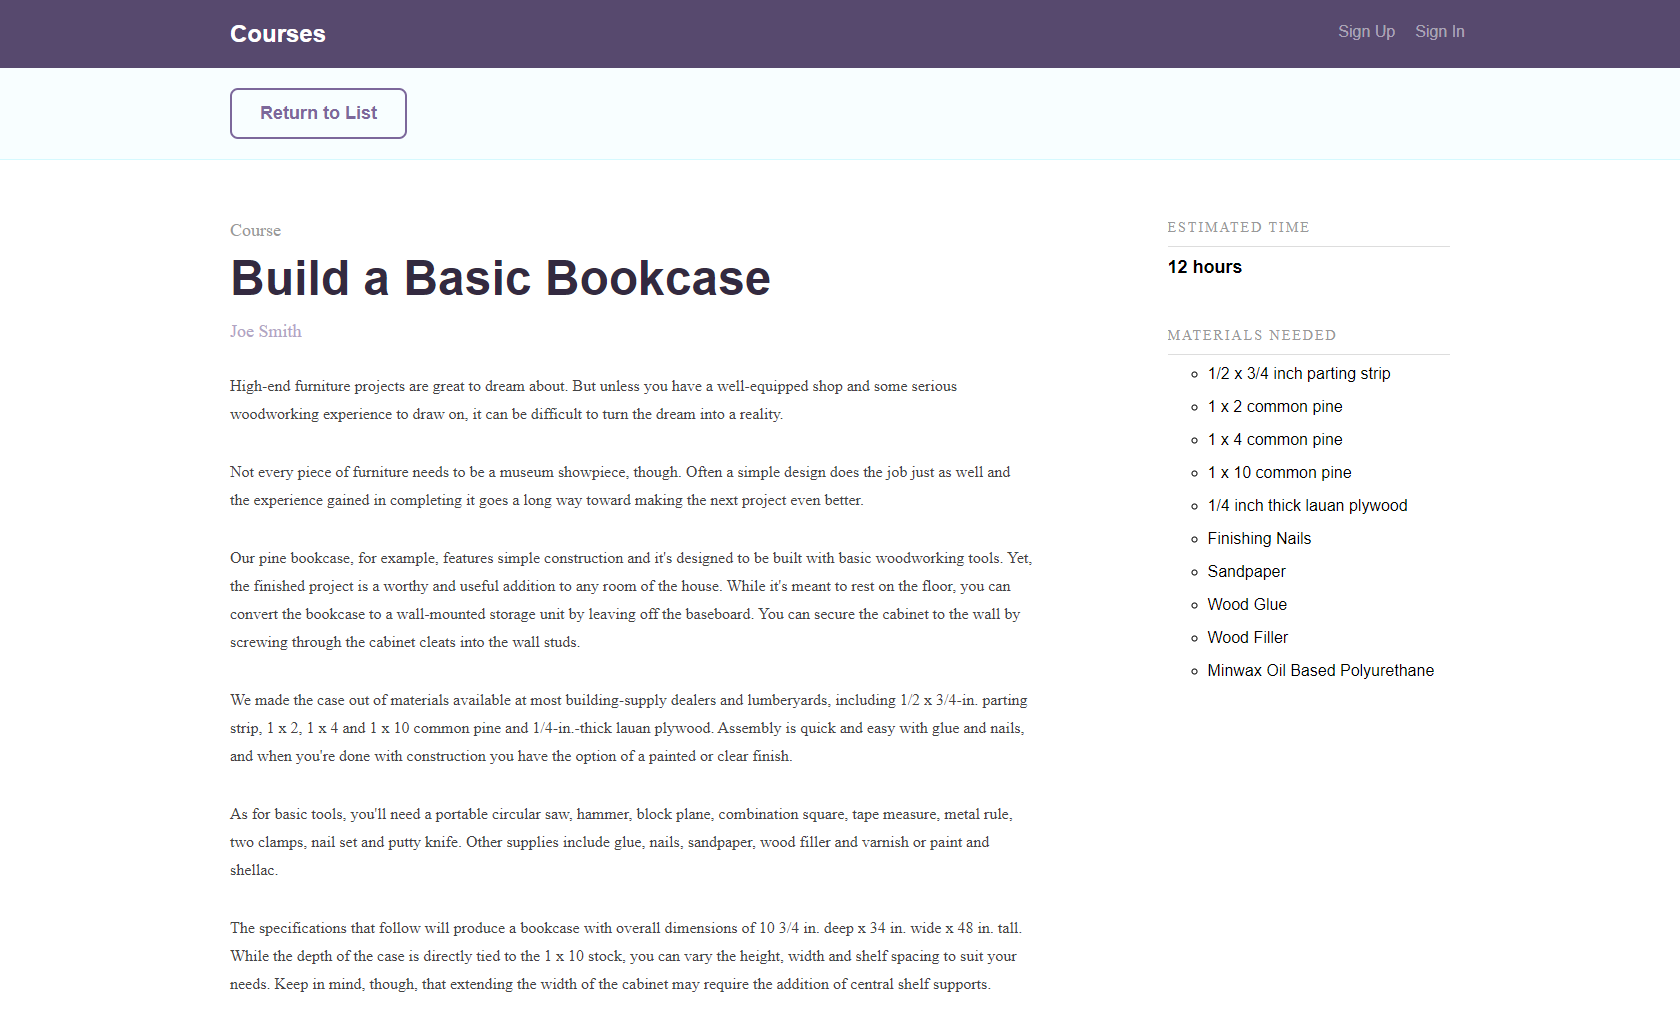 Courses
Sign Up
Sign In
Return to List
Course
Build a Basic Bookcase
Joe Smith
High-end furniture projects are great to dream about. But unless you have a well-equipped shop and some serious
woodworking experience to draw on, it can be difficult to turn the dream into a reality.
Not every piece of furniture needs to be a museum showpiece, though. Often a simple design does the job just as well and
the experience gained in completing it goes a long way toward making the next project even better.
Our pine bookcase, for example, features simple construction and it's designed to be built with basic woodworking tools. Yet,
the finished project is a worthy and useful addition to any room of the house. While it's meant to rest on the floor, you can
convert the bookcase to a wall-mounted storage unit by leaving off the baseboard. You can secure the cabinet to the wall by
screwing through the cabinet cleats into the wall studs.
We made the case out of materials available at most building-supply dealers and lumberyards, including 1/2 x 3/4-in. parting
strip, 1 x 2, 1 x 4 and 1 x 10 common pine and 1/4-in.-thick lauan plywood. Assembly is quick and easy with glue and nails,
and when you're done with construction you have the option of a painted or clear finish.
As for basic tools, you'll need a portable circular saw, hammer, block plane, combination square, tape measure, metal rule,
two clamps, nail set and putty knife. Other supplies include glue, nails, sandpaper, wood filler and varnish or paint and
shellac.
The specifications that follow will produce a bookcase with overall dimensions of 10 3/4 in. deep x 34 in. wide x 48 in. tall.
While the depth of the case is directly tied to the 1 x 10 stock, you can vary the height, width and shelf spacing to suit your
needs. Keep in mind, though, that extending the width of the cabinet may require the addition of central shelf supports.
ESTIMATED TIME
12 hours
MATERIALS NEEDED
1/2 x 3/4 inch parting strip
1 x 2 common pine
1 x 4 common pine
1 x 10 common pine
1/4 inch thick lauan plywood
Finishing Nails
Sandpaper
Wood Glue
Wood Filler
Minwax Oil Based Polyurethane